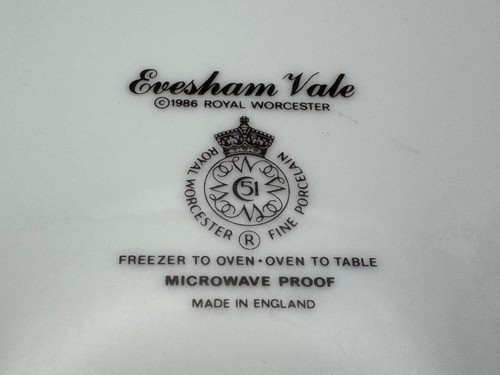 Evesham Vale
©1986 ROYAL WORCESTER
ROYAL WORCESTER FINE PORCELAIN
51
®
FREEZER TO OVEN · OVEN TO TABLE
MICROWAVE PROOF
MADE IN ENGLAND